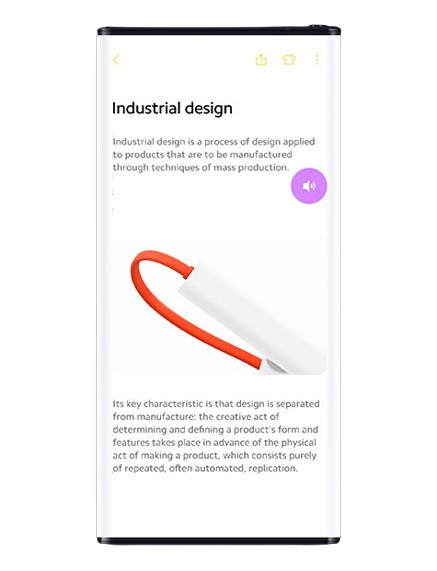 Industrial design
Industrial design is a process of design applied
to products that are to be manufactured
through techniques of mass production.
Its key characteristic is that design is separated
from manufacture: the creative act of
determining and defining a product's form and
features takes place in advance of the physical
act of making a product, which consists purely
of repeated, often automated, replication.